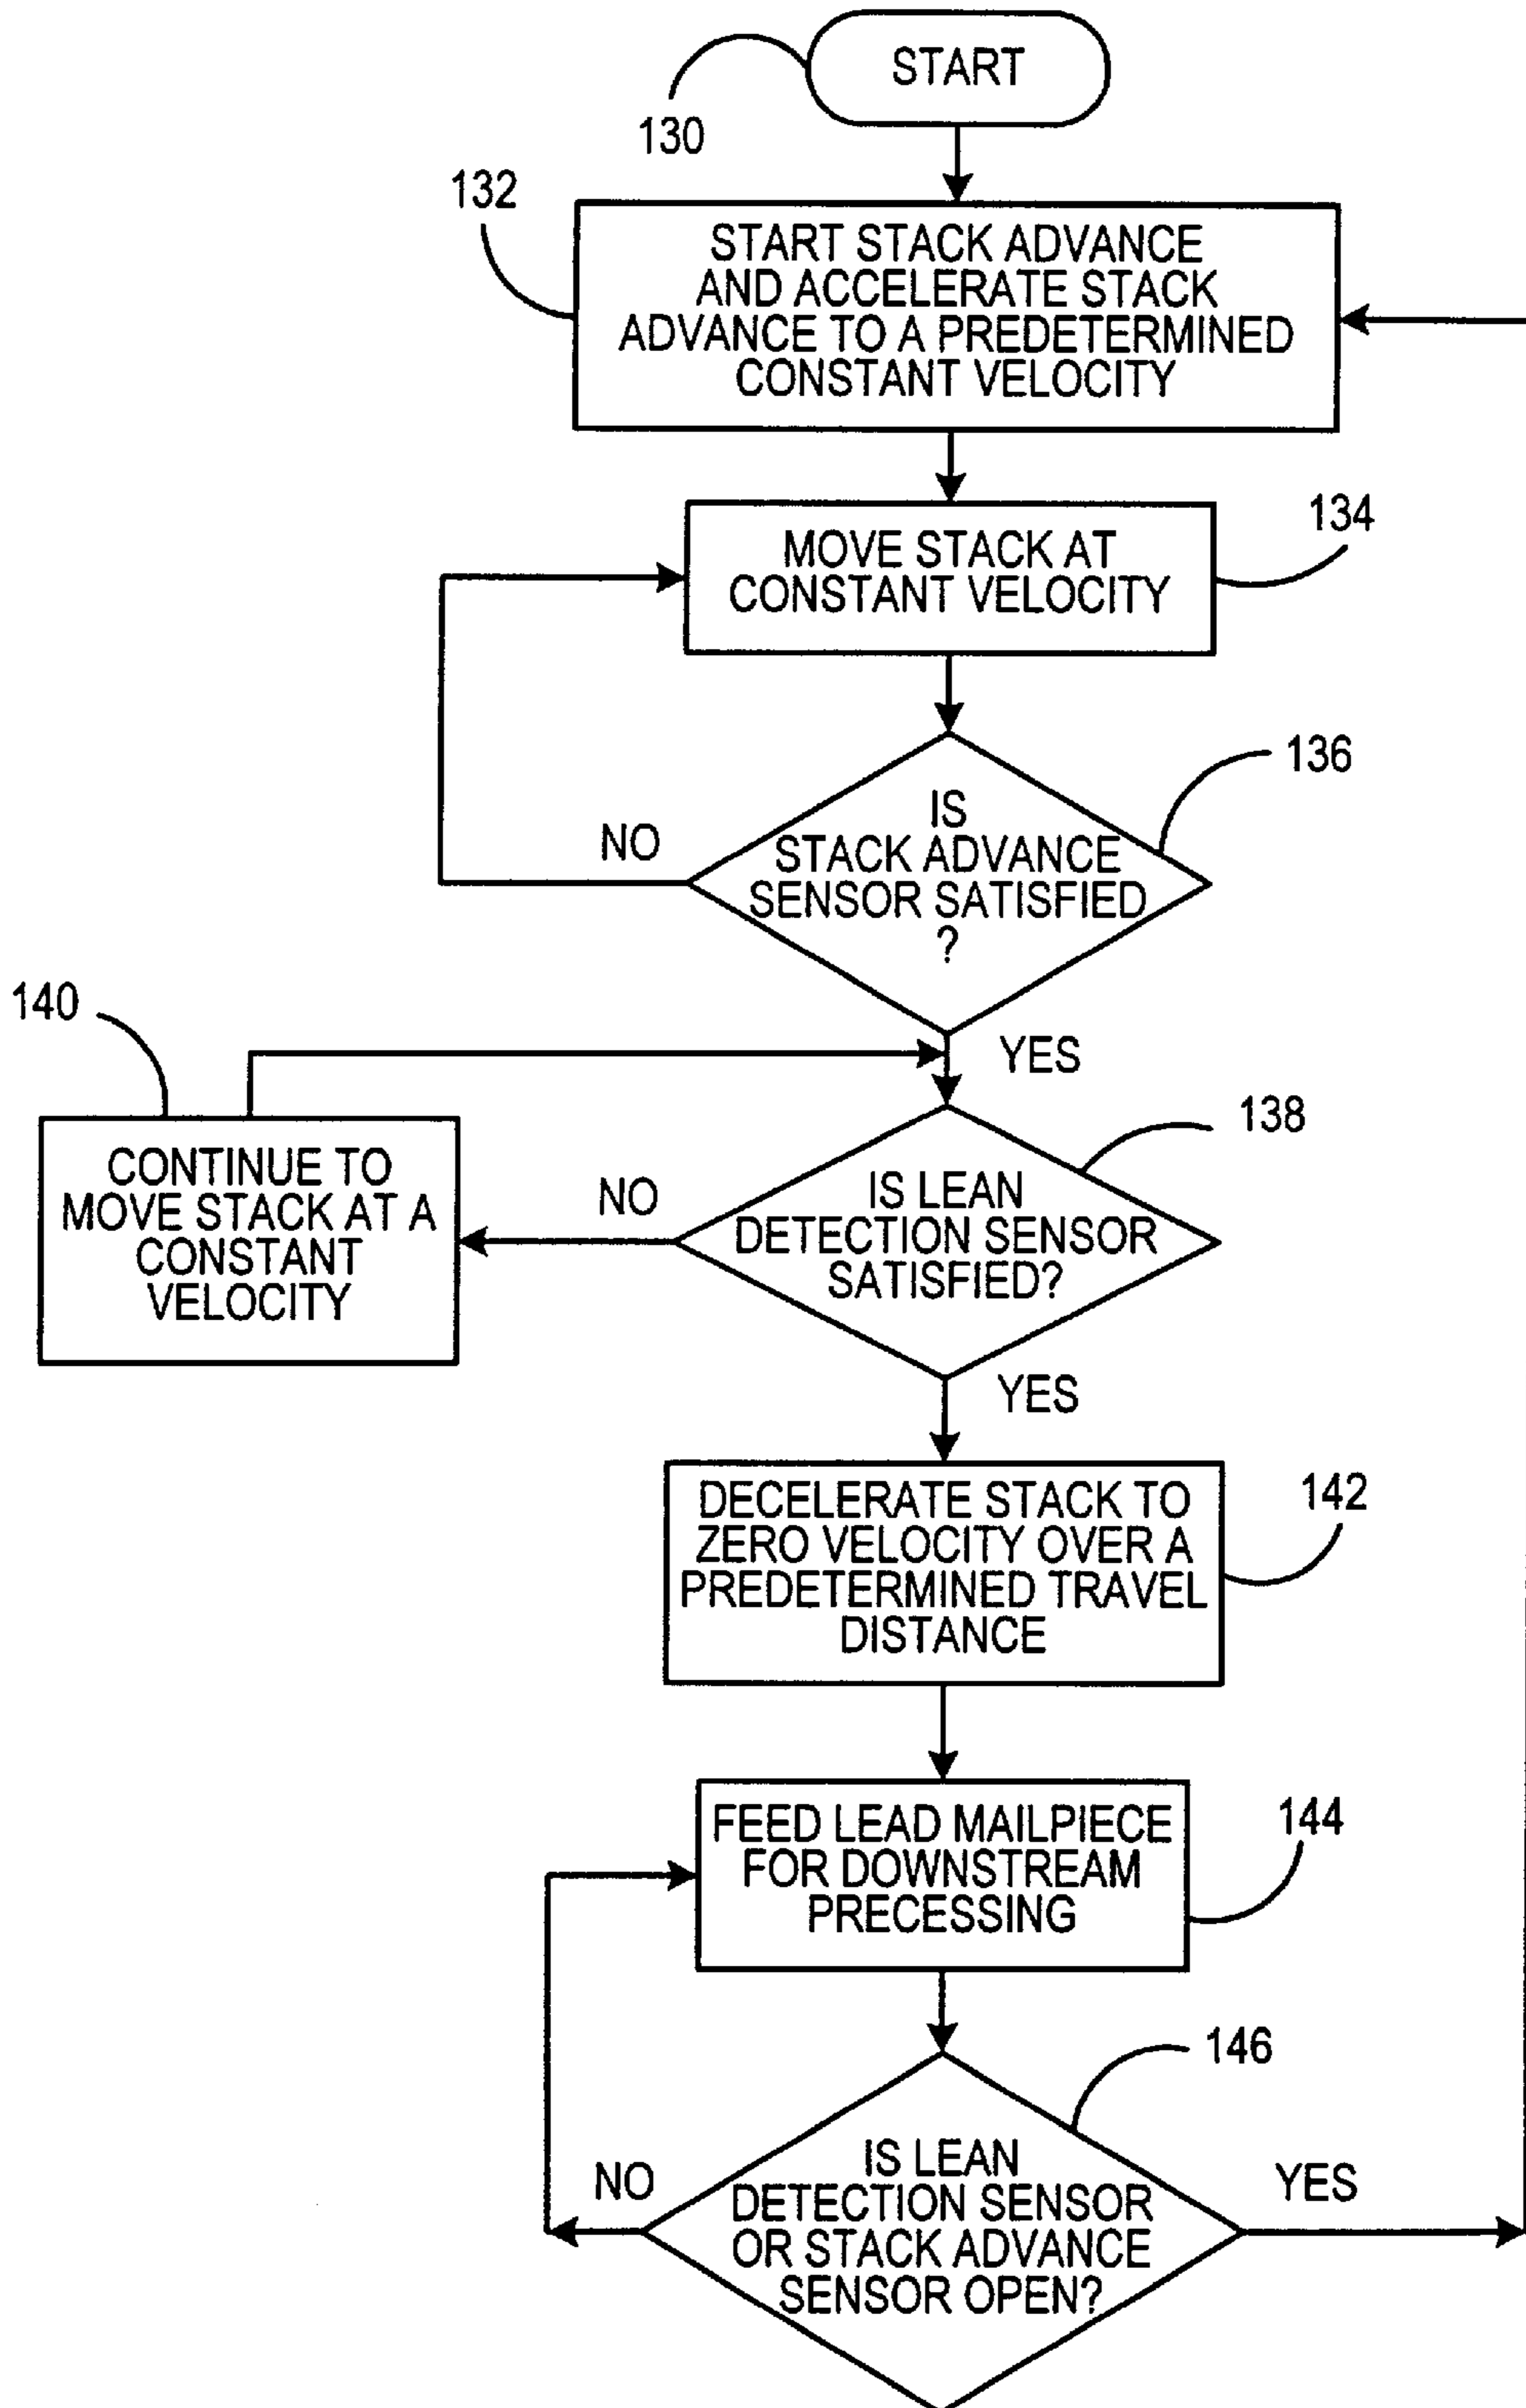 START
130
132
START STACK ADVANCE
AND ACCELERATE STACK
ADVANCE TO A PREDETERMINED
CONSTANT VELOCITY
134
MOVE STACK AT
CONSTANT VELOCITY
136
IS
STACK ADVANCE
SENSOR SATISFIED
?
NO
YES
140
CONTINUE TO
MOVE STACK AT A
CONSTANT
VELOCITY
138
NO
IS LEAN
DETECTION SENSOR
SATISFIED?
YES
142
DECELERATE STACK TO
ZERO VELOCITY OVER A
PREDETERMINED TRAVEL
DISTANCE
144
FEED LEAD MAILPIECE
FOR DOWNSTREAM
PRECESSING
146
NO
IS LEAN
DETECTION SENSOR
OR STACK ADVANCE
SENSOR OPEN?
YES